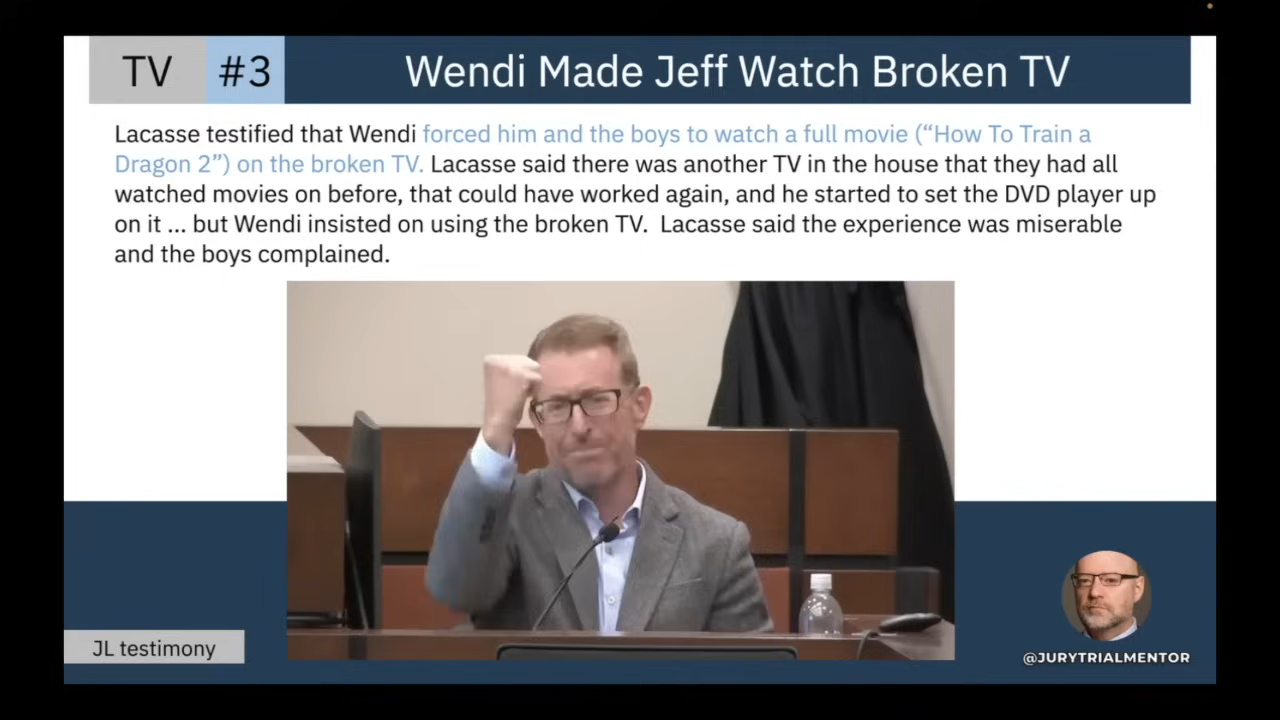 TV #3 Wendi Made Jeff Watch Broken TV
Lacasse testified that Wendi forced him and the boys to watch a full movie (“How To Train a
Dragon 2”) on the broken TV. Lacasse said there was another TV in the house that they had all
watched movies on before, that could have worked again, and he started to set the DVD player up
on it ... but Wendi insisted on using the broken TV. Lacasse said the experience was miserable
and the boys complained.
JL testimony
@JURYTRIALMENTOR